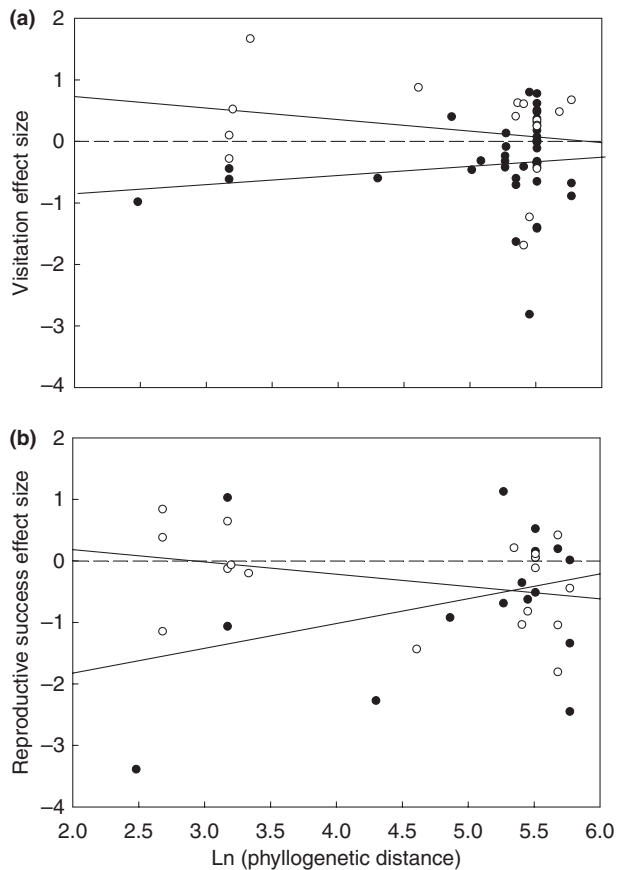 (a)
2
1
0
−1
−2
−3
−4
Visitation effect size
(b)
2
1
0
−1
−2
−3
−4
Reproductive success effect size
2.0 2.5 3.0 3.5 4.0 4.5 5.0 5.5 6.0
Ln (phyllogenetic distance)